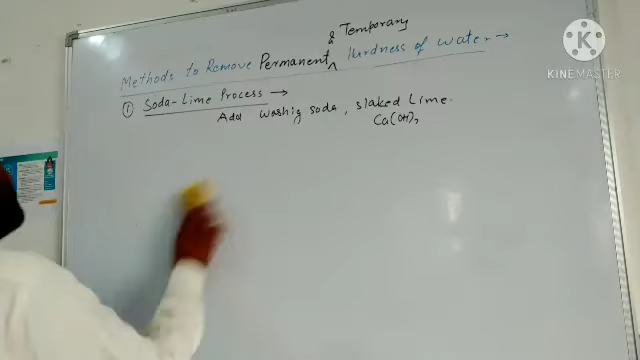 & Temporary
Methods to Remove Permanent ^ Hardness of water →
① Soda-Lime Process →
Add washig soda, slaked Lime.
Ca(OH)₂
KINEMASTER